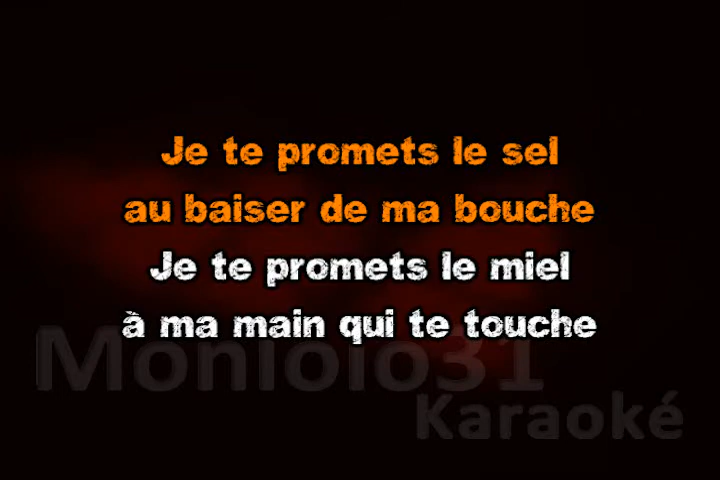 Je te promets le sel
au baiser de ma bouche
Je te promets le miel
à ma main qui te touche
Monlolo31
Karaoké